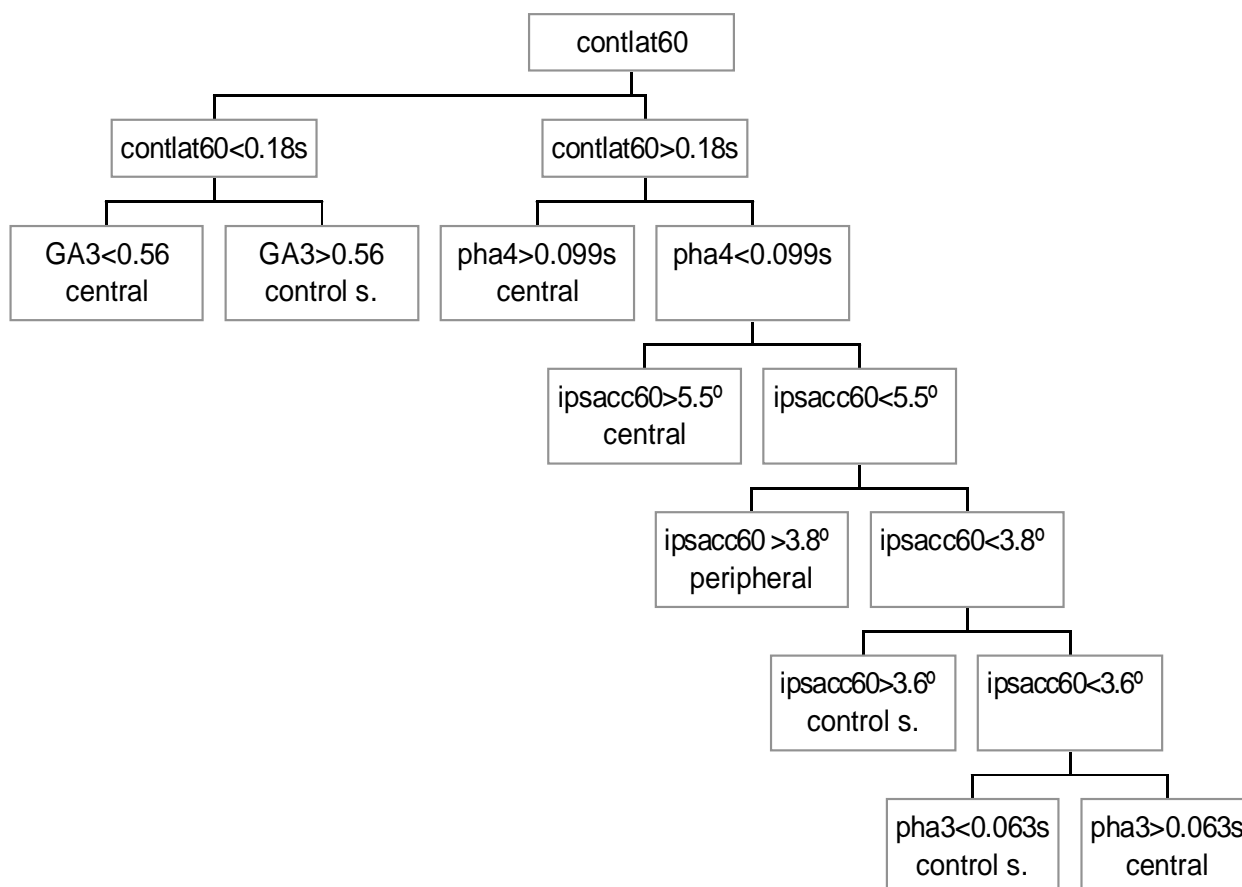 contlat60
contlat60<0.18s
contlat60>0.18s
GA3<0.56
central
GA3>0.56
control s.
pha4>0.099s
central
pha4<0.099s
ipsacc60>5.5º
central
ipsacc60<5.5º
ipsacc60 >3.8º
peripheral
ipsacc60<3.8º
ipsacc60>3.6º
control s.
ipsacc60<3.6º
pha3<0.063s
control s.
pha3>0.063s
central